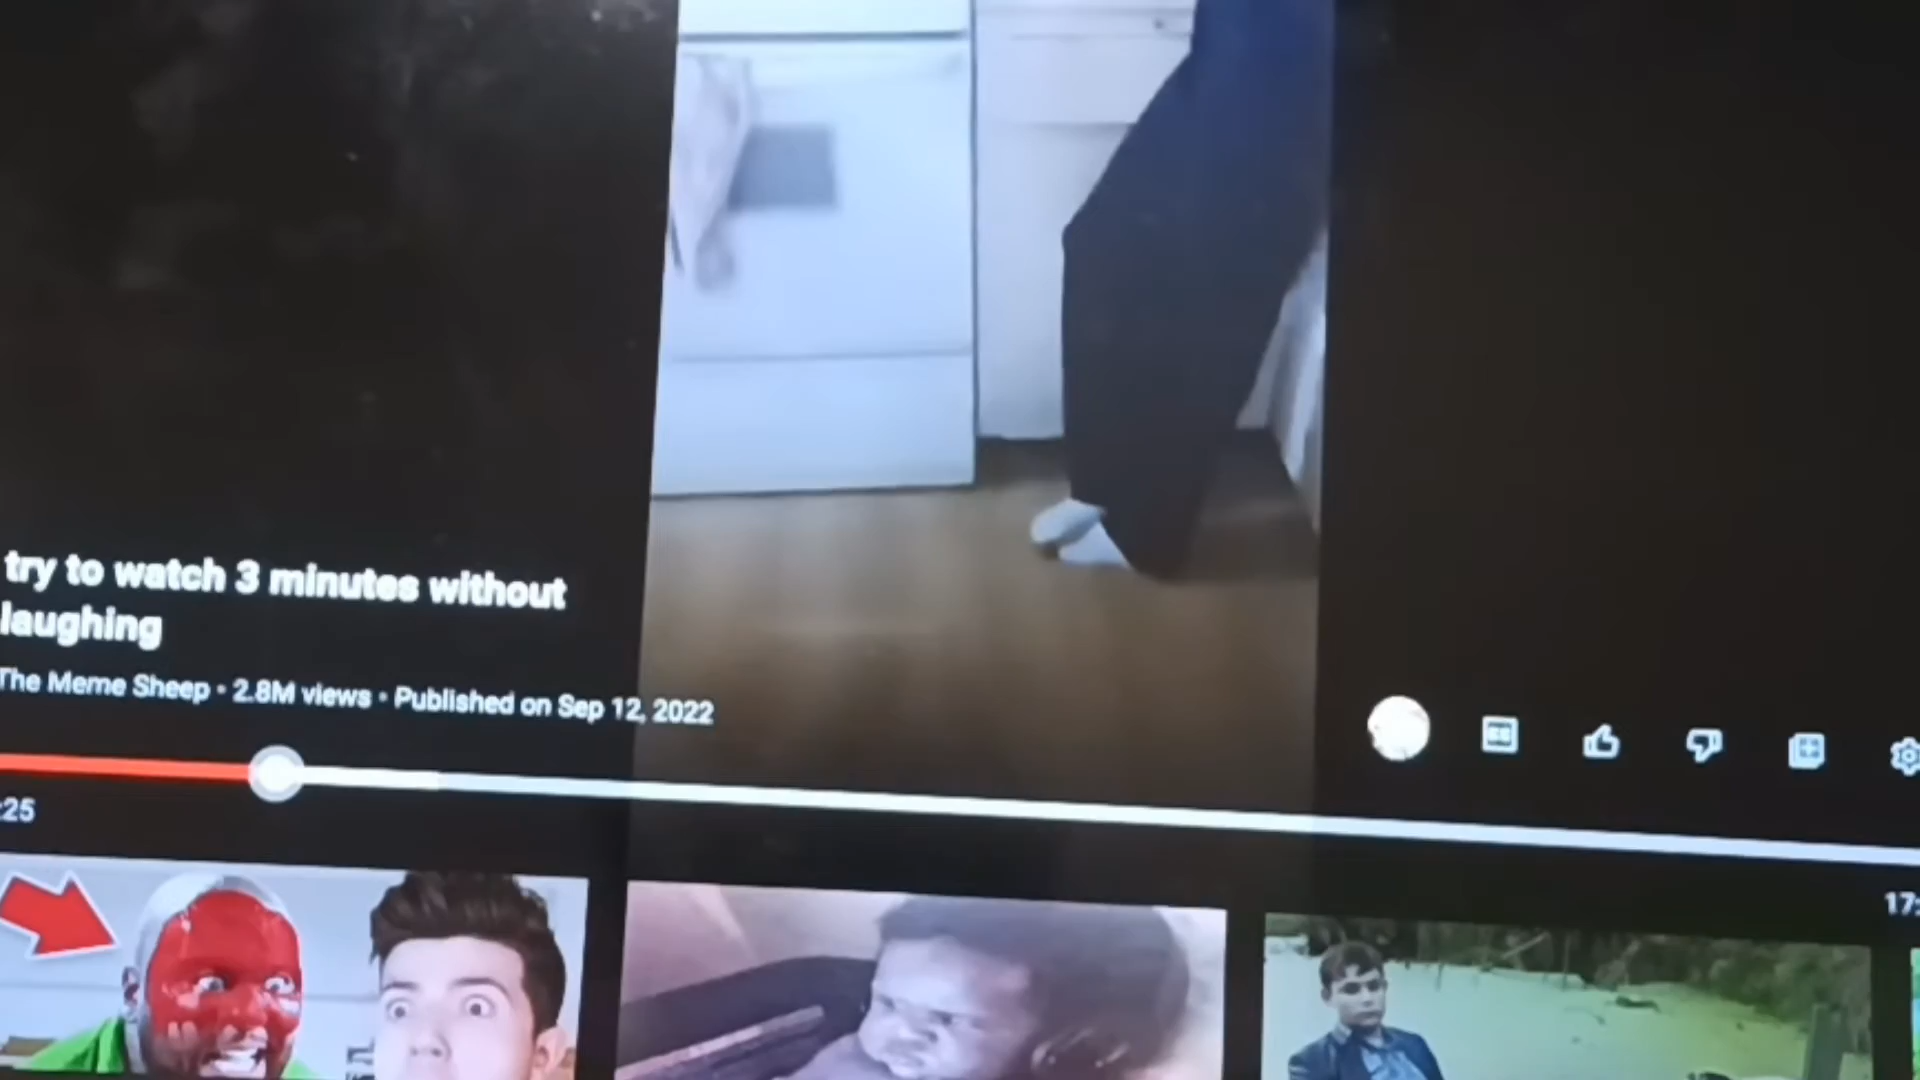 try to watch 3 minutes without
laughing
The Meme Sheep • 2.8M views • Published on Sep 12, 2022
:25
17: